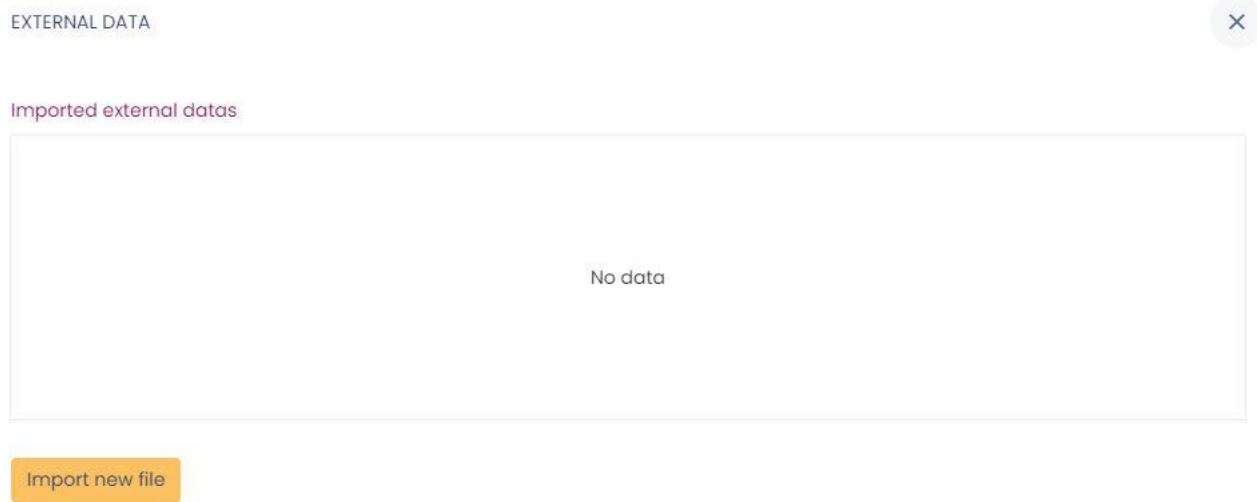 EXTERNAL DATA
Imported external datas
No data
Import new file